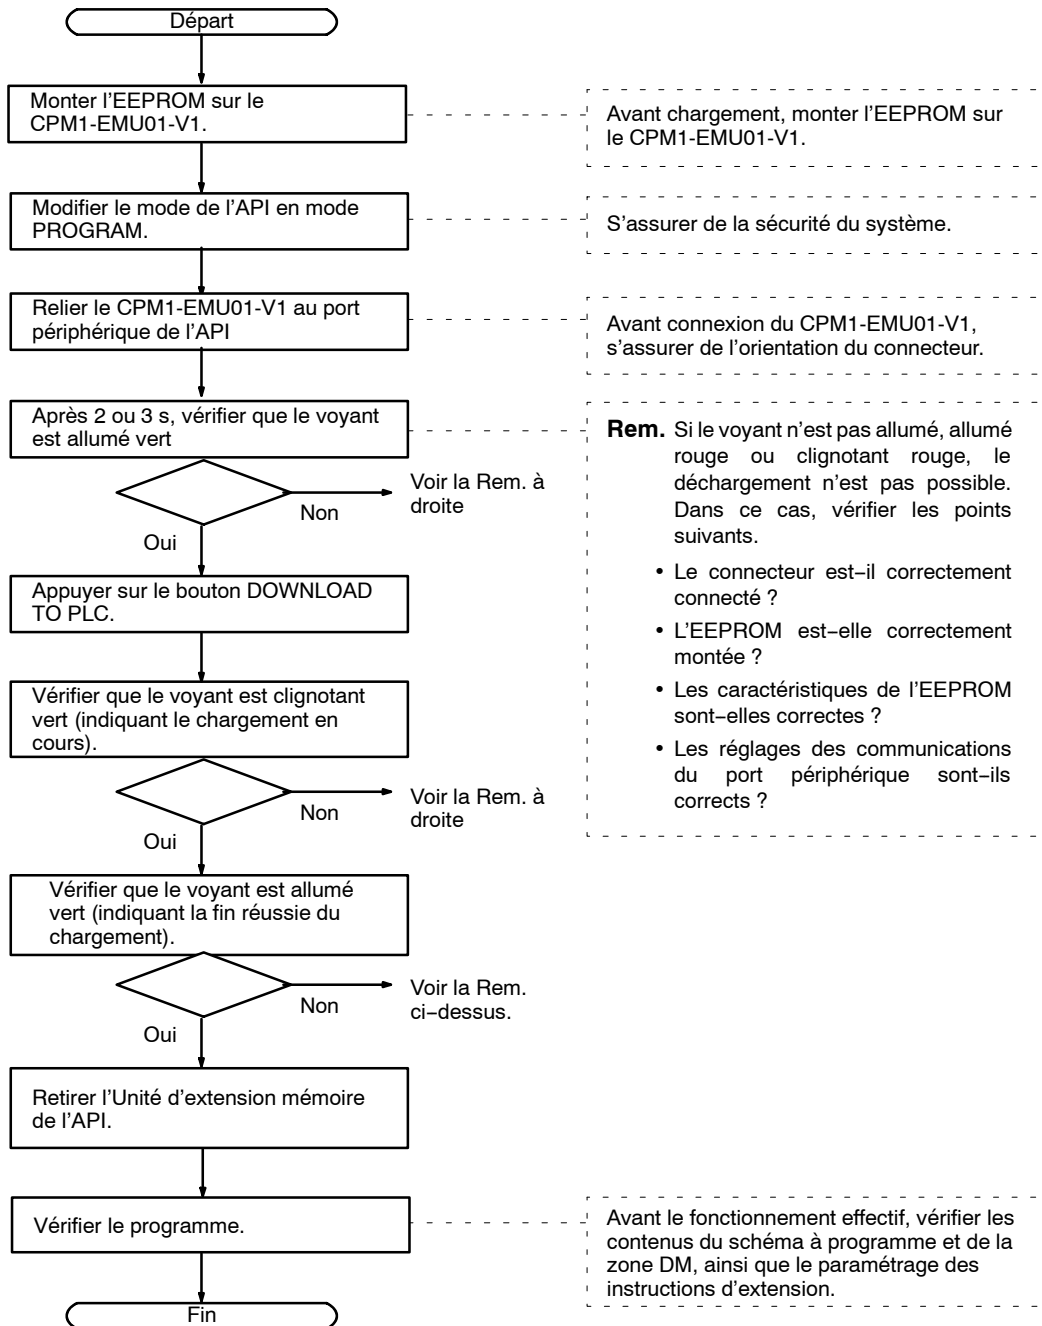 Départ
Monter l'EEPROM sur le
CPM1-EMU01-V1.
Avant chargement, monter l'EEPROM sur
le CPM1-EMU01-V1.
Modifier le mode de l'API en mode
PROGRAM.
S'assurer de la sécurité du système.
Relier le CPM1-EMU01-V1 au port
périphérique de l'API
Avant connexion du CPM1-EMU01-V1,
s'assurer de l'orientation du connecteur.
Après 2 ou 3 s, vérifier que le voyant
est allumé vert
Rem. Si le voyant n'est pas allumé, allumé
rouge ou clignotant rouge, le
déchargement n'est pas possible.
Dans ce cas, vérifier les points
suivants.
• Le connecteur est−il correctement
connecté ?
• L'EEPROM est−elle correctement
montée ?
• Les caractéristiques de l'EEPROM
sont−elles correctes ?
• Les réglages des communications
du port périphérique sont−ils
corrects ?
Non
Voir la Rem. à
droite
Oui
Appuyer sur le bouton DOWNLOAD
TO PLC.
Vérifier que le voyant est clignotant
vert (indiquant le chargement en
cours).
Non
Voir la Rem. à
droite
Oui
Vérifier que le voyant est allumé
vert (indiquant la fin réussie du
chargement).
Non
Voir la Rem.
ci−dessus.
Oui
Retirer l'Unité d'extension mémoire
de l'API.
Vérifier le programme.
Avant le fonctionnement effectif, vérifier les
contenus du schéma à programme et de la
zone DM, ainsi que le paramétrage des
instructions d'extension.
Fin